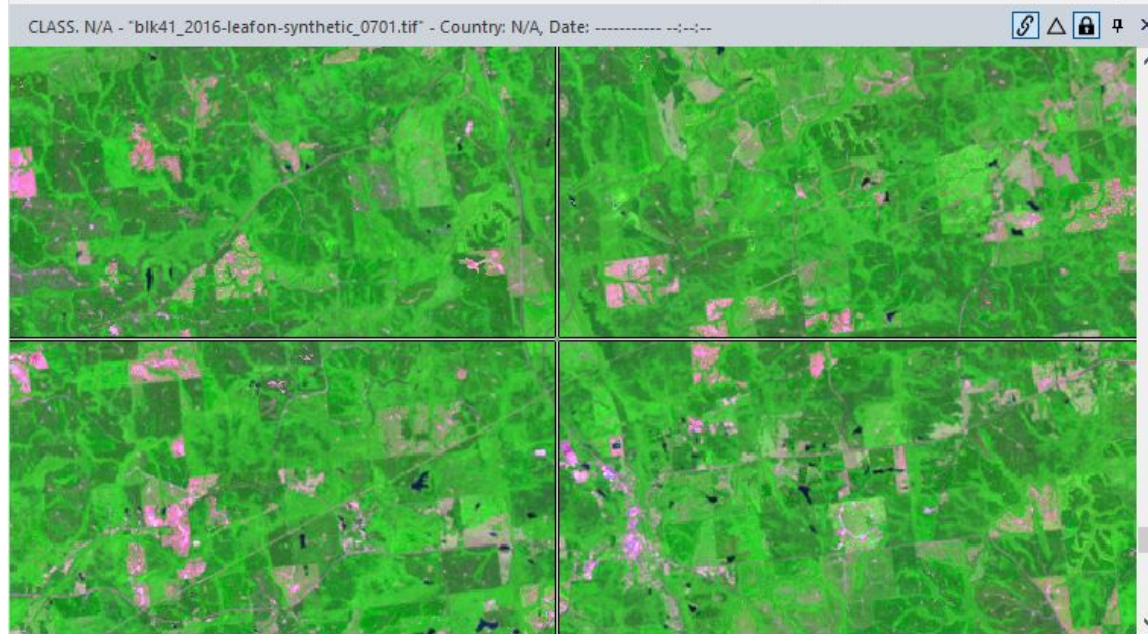 CLASS. N/A - "blk41_2016-leafon-synthetic_0701.tif" - Country: N/A, Date: ----------- --:--:--